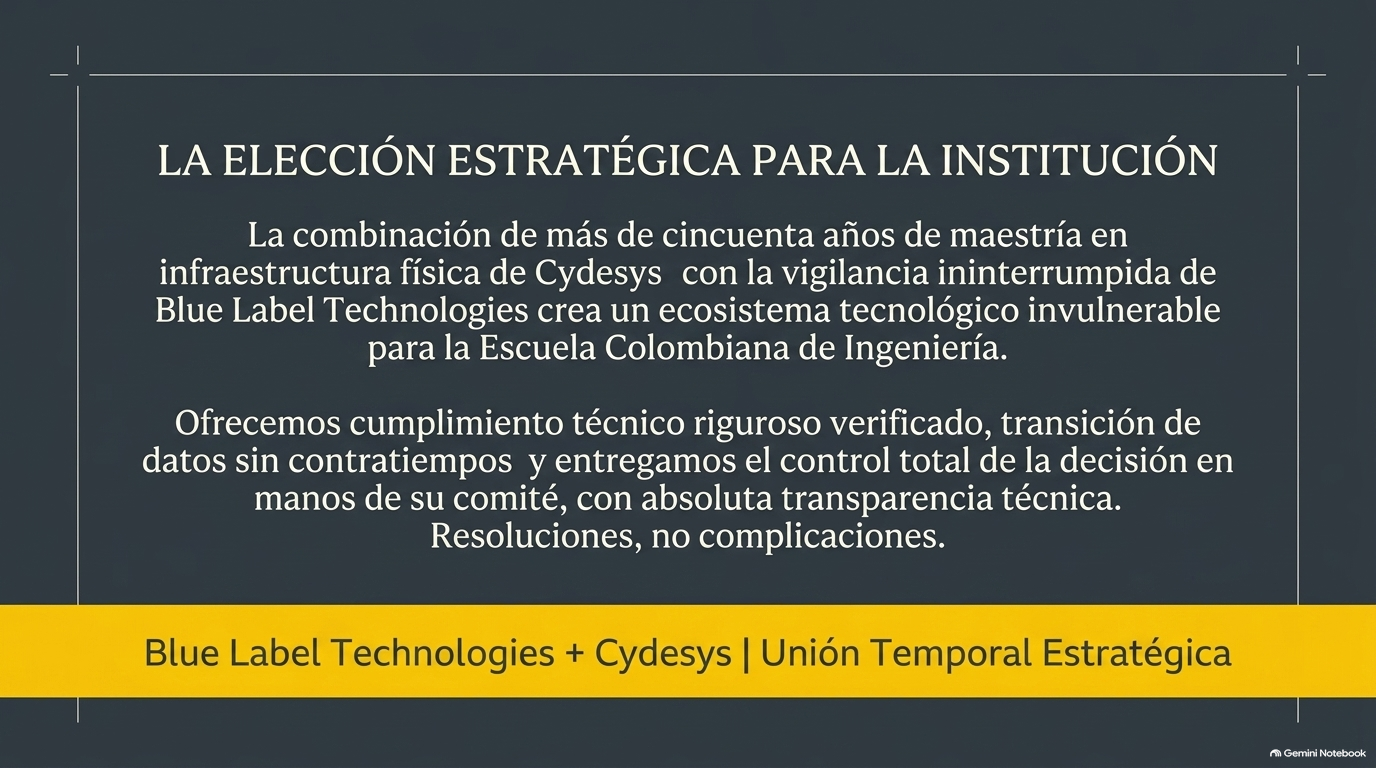 LA ELECCIÓN ESTRATÉGICA PARA LA INSTITUCIÓN
La combinación de más de cincuenta años de maestría en
infraestructura física de Cydesys  con la vigilancia ininterrumpida de
Blue Label Technologies crea un ecosistema tecnológico invulnerable
para la Escuela Colombiana de Ingeniería.
Ofrecemos cumplimiento técnico riguroso verificado, transición de
datos sin contratiempos  y entregamos el control total de la decisión en
manos de su comité, con absoluta transparencia técnica.
Resoluciones, no complicaciones.
Blue Label Technologies + Cydesys | Unión Temporal Estratégica
Gemini Notebook